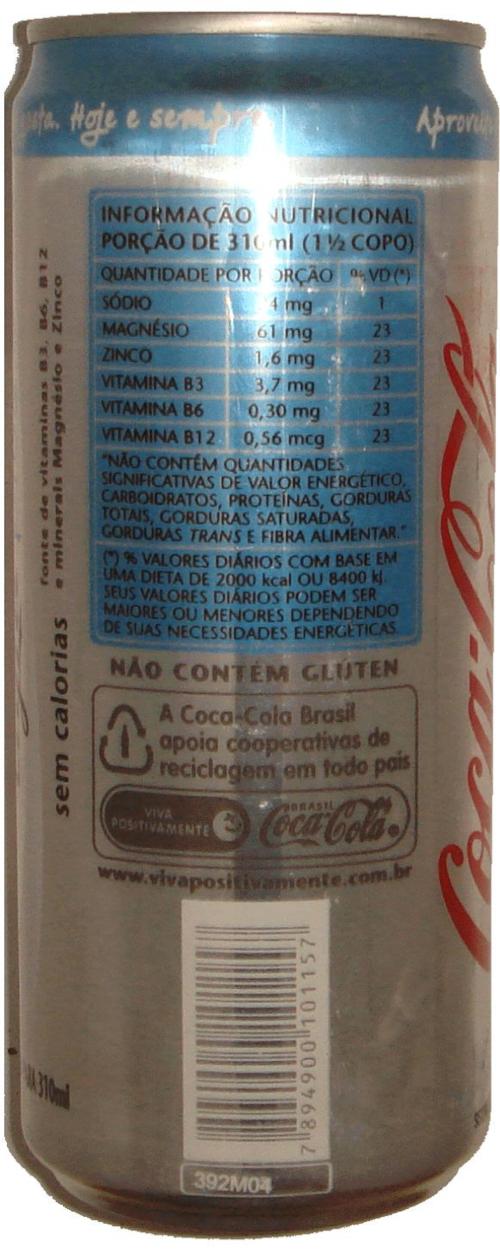 Hoje e sempre
INFORMAÇÃO NUTRICIONAL
PORÇÃO DE 310ml (1½ COPO)
QUANTIDADE POR PORÇÃO % VD (*)
SÓDIO 4 mg 1
MAGNÉSIO 61 mg 23
ZINCO 1,6 mg 23
VITAMINA B3 3,7 mg 23
VITAMINA B6 0,30 mg 23
VITAMINA B12 0,56 mcg 23
"NÃO CONTÉM QUANTIDADES
SIGNIFICATIVAS DE VALOR ENERGÉTICO,
CARBOIDRATOS, PROTEÍNAS, GORDURAS
TOTAIS, GORDURAS SATURADAS,
GORDURAS TRANS E FIBRA ALIMENTAR."
(*) % VALORES DIÁRIOS COM BASE EM
UMA DIETA DE 2000 kcal OU 8400 kJ.
SEUS VALORES DIÁRIOS PODEM SER
MAIORES OU MENORES DEPENDENDO
DE SUAS NECESSIDADES ENERGÉTICAS.
NÃO CONTÉM GLÚTEN
A Coca-Cola Brasil
apoia cooperativas de
reciclagem em todo país
VIVA
POSITIVAMENTE
BRASIL
Coca-Cola
www.vivapositivamente.com.br
7 894900 101157
392M04
sem calorias
fonte de vitaminas B3, B6, B12
e minerais Magnésio e Zinco
310ml
Coca-Cola